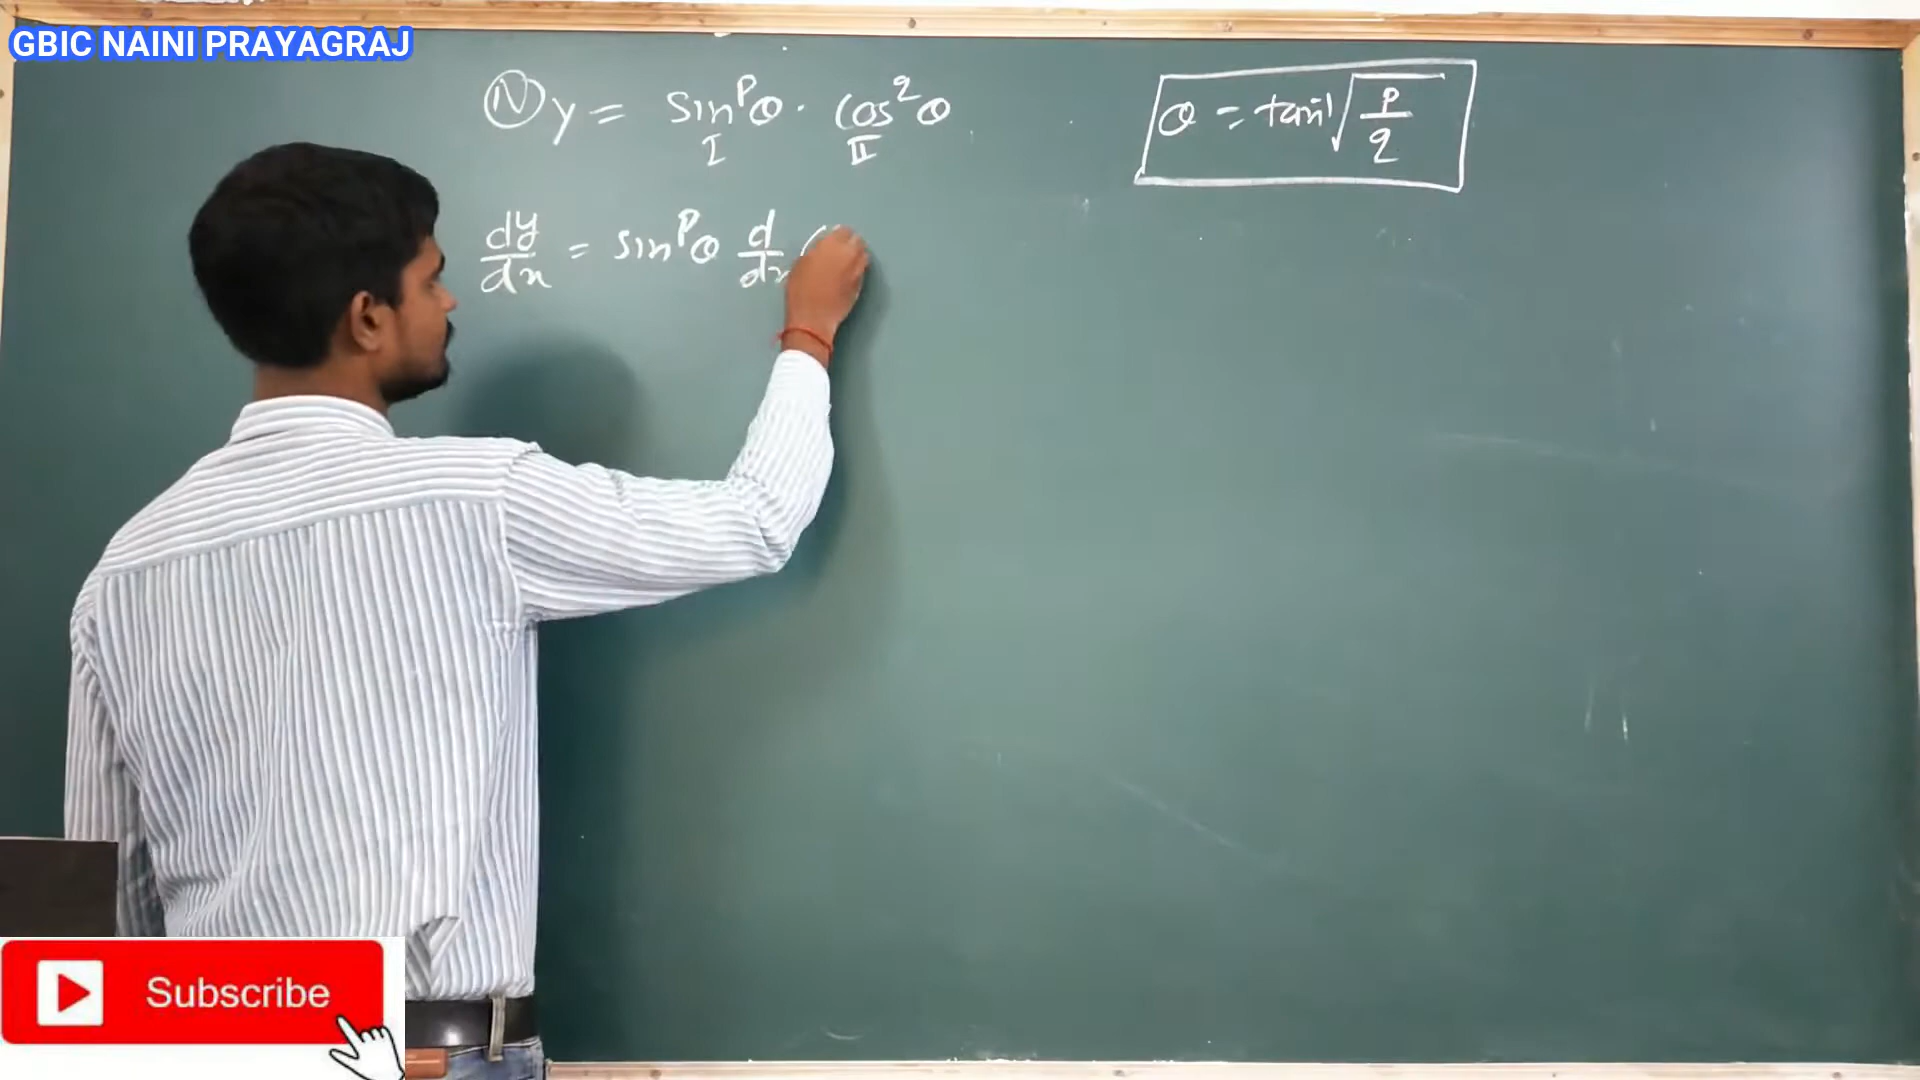 GBIC NAINI PRAYAGRAJ
IV y = sin^p θ . cos^q θ
I II
θ = tan⁻¹ √(p/q)
dy/dx = sin^p θ d/dx (
Subscribe